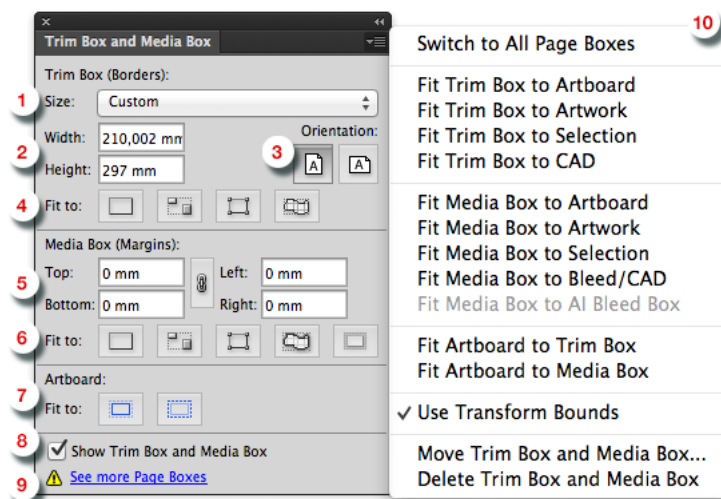 Trim Box and Media Box
Trim Box (Borders):
1
Size: Custom
2
Width: 210,002 mm
Height: 297 mm
3
Orientation:
A A
4
Fit to:
Media Box (Margins):
5
Top: 0 mm Left: 0 mm
Bottom: 0 mm Right: 0 mm
6
Fit to:
Artboard:
7
Fit to:
8
Show Trim Box and Media Box
9
See more Page Boxes
10
Switch to All Page Boxes
Fit Trim Box to Artboard
Fit Trim Box to Artwork
Fit Trim Box to Selection
Fit Trim Box to CAD
Fit Media Box to Artboard
Fit Media Box to Artwork
Fit Media Box to Selection
Fit Media Box to Bleed/CAD
Fit Media Box to AI Bleed Box
Fit Artboard to Trim Box
Fit Artboard to Media Box
Use Transform Bounds
Move Trim Box and Media Box...
Delete Trim Box and Media Box